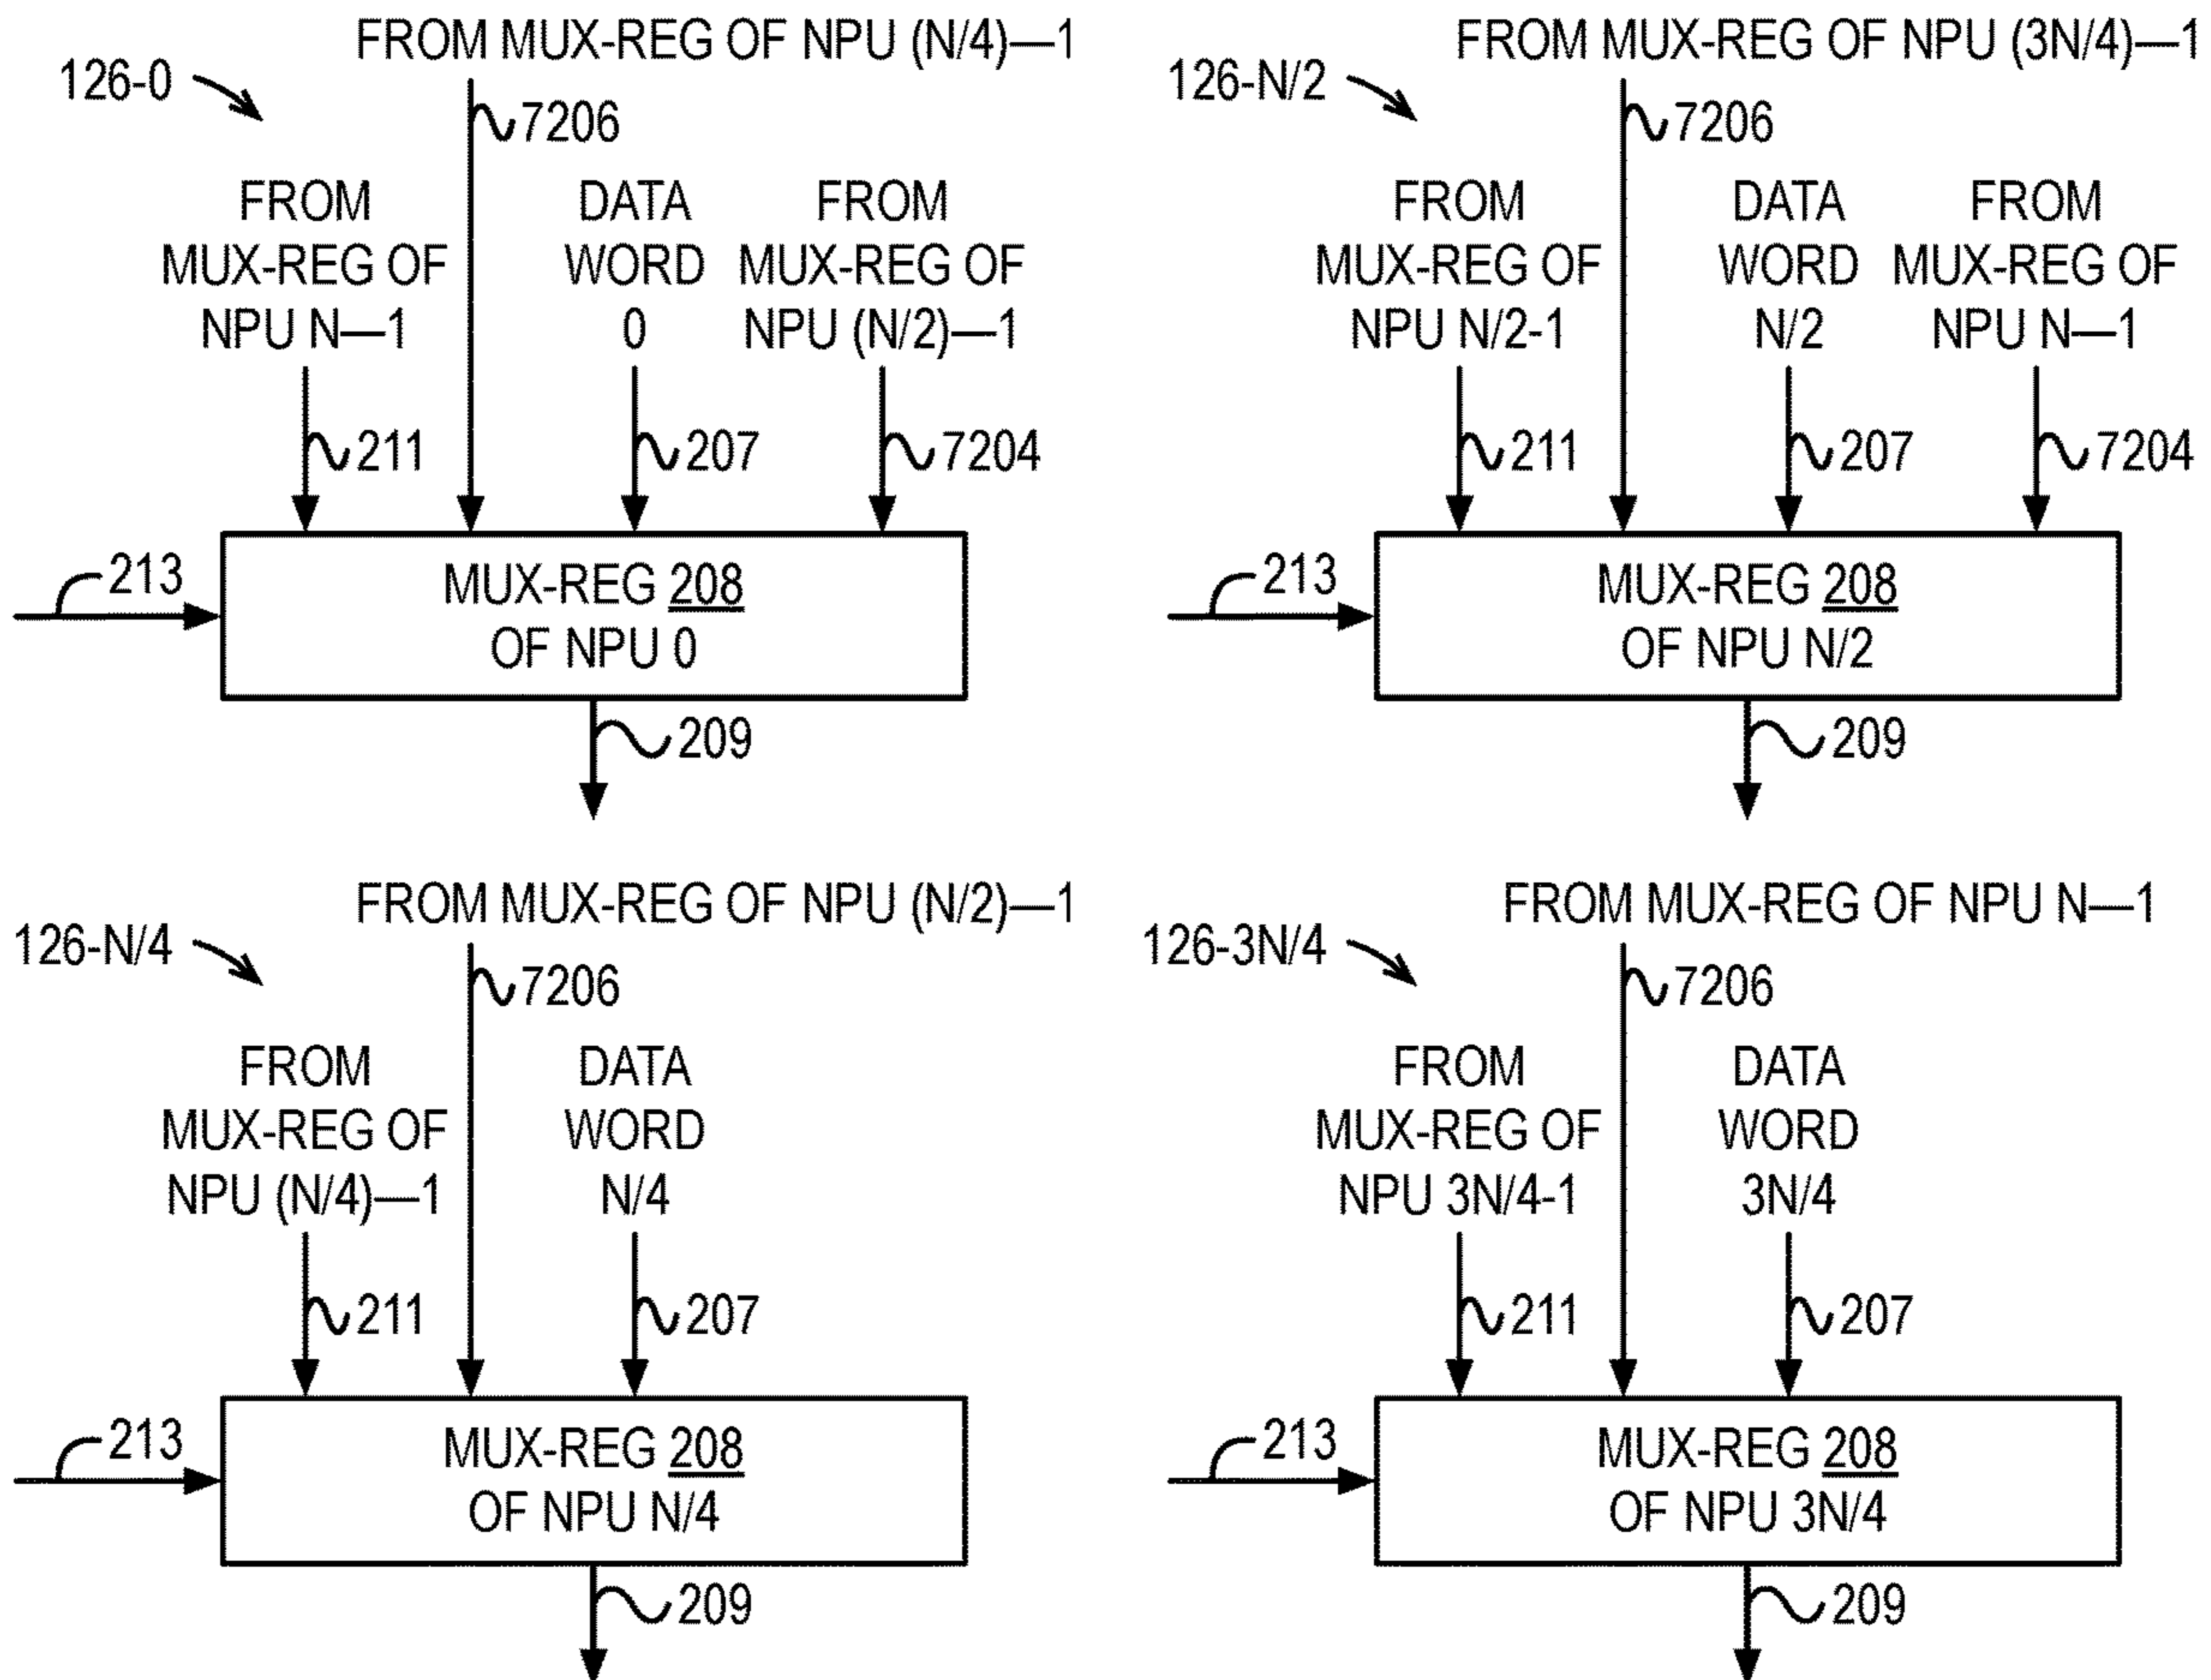 FROM MUX-REG OF NPU (N/4)—1
126-0
7206
FROM
MUX-REG OF
NPU N—1
DATA
WORD
0
FROM
MUX-REG OF
NPU (N/2)—1
211
207
7204
213
MUX-REG 208
OF NPU 0
209
FROM MUX-REG OF NPU (3N/4)—1
126-N/2
7206
FROM
MUX-REG OF
NPU N/2-1
DATA
WORD
N/2
FROM
MUX-REG OF
NPU N—1
211
207
7204
213
MUX-REG 208
OF NPU N/2
209
FROM MUX-REG OF NPU (N/2)—1
126-N/4
7206
FROM
MUX-REG OF
NPU (N/4)—1
DATA
WORD
N/4
211
207
213
MUX-REG 208
OF NPU N/4
209
FROM MUX-REG OF NPU N—1
126-3N/4
7206
FROM
MUX-REG OF
NPU 3N/4-1
DATA
WORD
3N/4
211
207
213
MUX-REG 208
OF NPU 3N/4
209